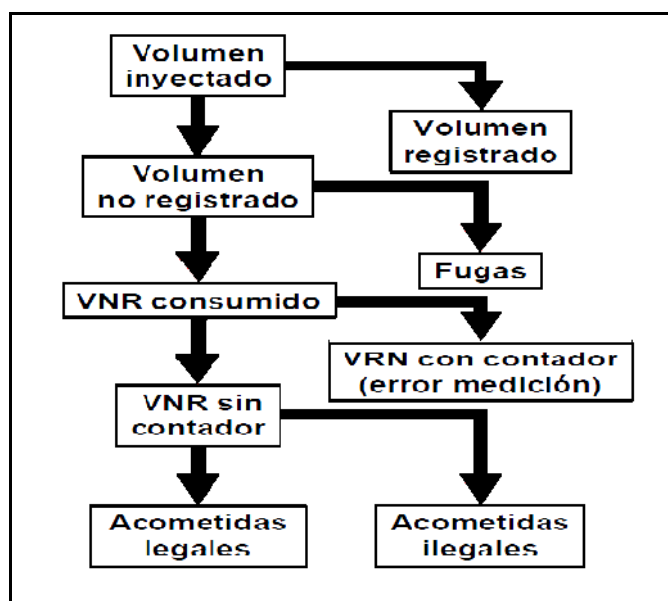 Volumen
inyectado
Volumen
registrado
Volumen
no registrado
Fugas
VNR consumido
VRN con contador
(error medición)
VNR sin
contador
Acometidas
legales
Acometidas
ilegales